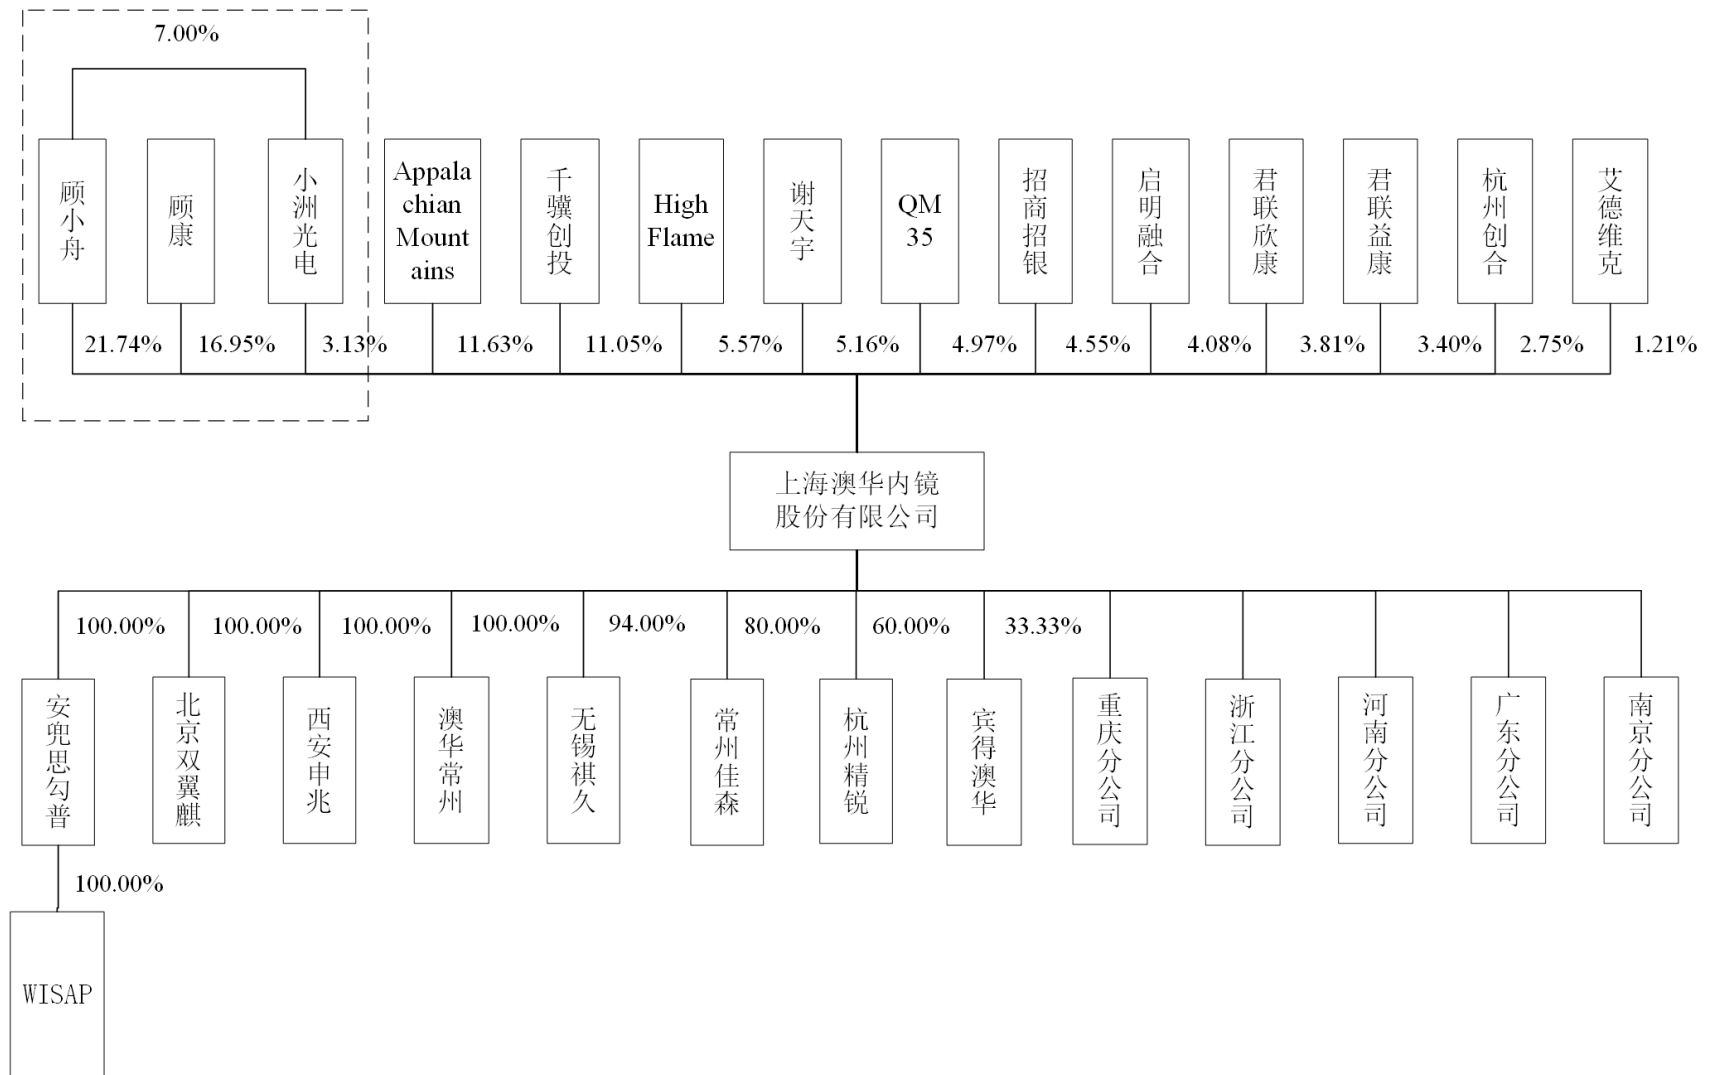 7.00%
顾小舟
顾康
小洲光电
Appala
chian
Mount
ains
千骥创投
High
Flame
谢天宇
QM
35
招商招银
启明融合
君联欣康
君联益康
杭州创合
艾德维克
21.74%
16.95%
3.13%
11.63%
11.05%
5.57%
5.16%
4.97%
4.55%
4.08%
3.81%
3.40%
2.75%
1.21%
上海澳华内镜
股份有限公司
100.00%
100.00%
100.00%
100.00%
94.00%
80.00%
60.00%
33.33%
安兜思勾普
北京双翼麒
西安申兆
澳华常州
无锡祺久
常州佳森
杭州精锐
宾得澳华
重庆分公司
浙江分公司
河南分公司
广东分公司
南京分公司
100.00%
WISAP